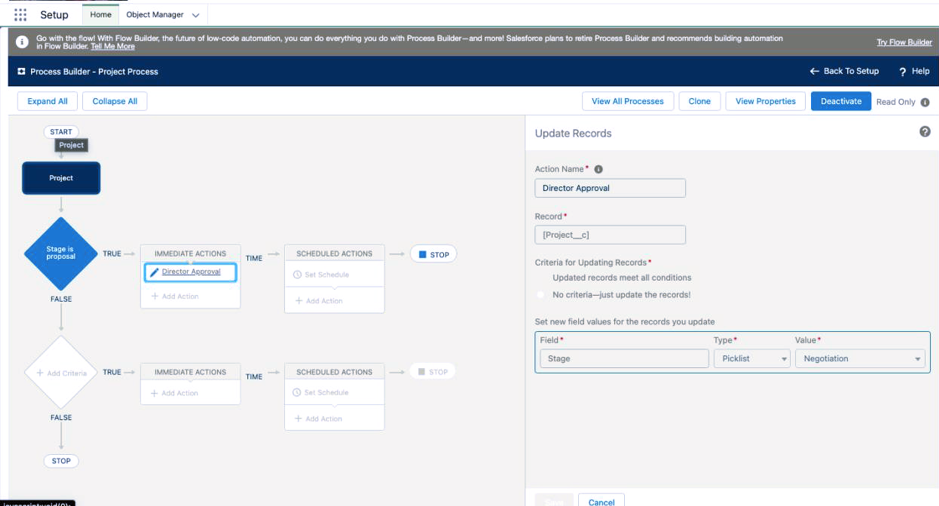 Setup
Home
Object Manager
Go with the flow! With Flow Builder, the future of low-code automation, you can do everything you do with Process Builder—and more! Salesforce plans to retire Process Builder and recommends building automation
in Flow Builder. Tell Me More
Try Flow Builder
Process Builder - Project Process
Back To Setup
? Help
Expand All
Collapse All
View All Processes
Clone
View Properties
Deactivate
Read Only
START
Project
Project
Stage is
proposal
TRUE
IMMEDIATE ACTIONS
Director Approval
+ Add Action
TIME
SCHEDULED ACTIONS
Set Schedule
+ Add Action
STOP
FALSE
+ Add Criteria
TRUE
IMMEDIATE ACTIONS
+ Add Action
TIME
SCHEDULED ACTIONS
Set Schedule
+ Add Action
STOP
FALSE
STOP
Update Records
Action Name*
Director Approval
Record*
[Project__c]
Criteria for Updating Records*
Updated records meet all conditions
No criteria—just update the records!
Set new field values for the records you update
Field* Type* Value*
Stage Picklist Negotiation
Cancel